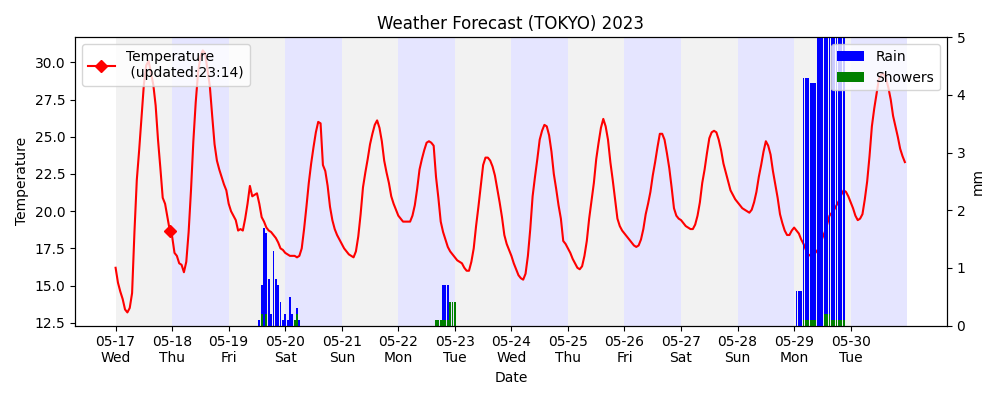 Weather Forecast (TOKYO) 2023
Temperature
(updated:23:14)
Rain
Showers
Temperature
30.0
27.5
25.0
22.5
20.0
17.5
15.0
12.5
5
4
3
2
1
0
mm
05-17 05-18 05-19 05-20 05-21 05-22 05-23 05-24 05-25 05-26 05-27 05-28 05-29 05-30
Wed Thu Fri Sat Sun Mon Tue Wed Thu Fri Sat Sun Mon Tue
Date